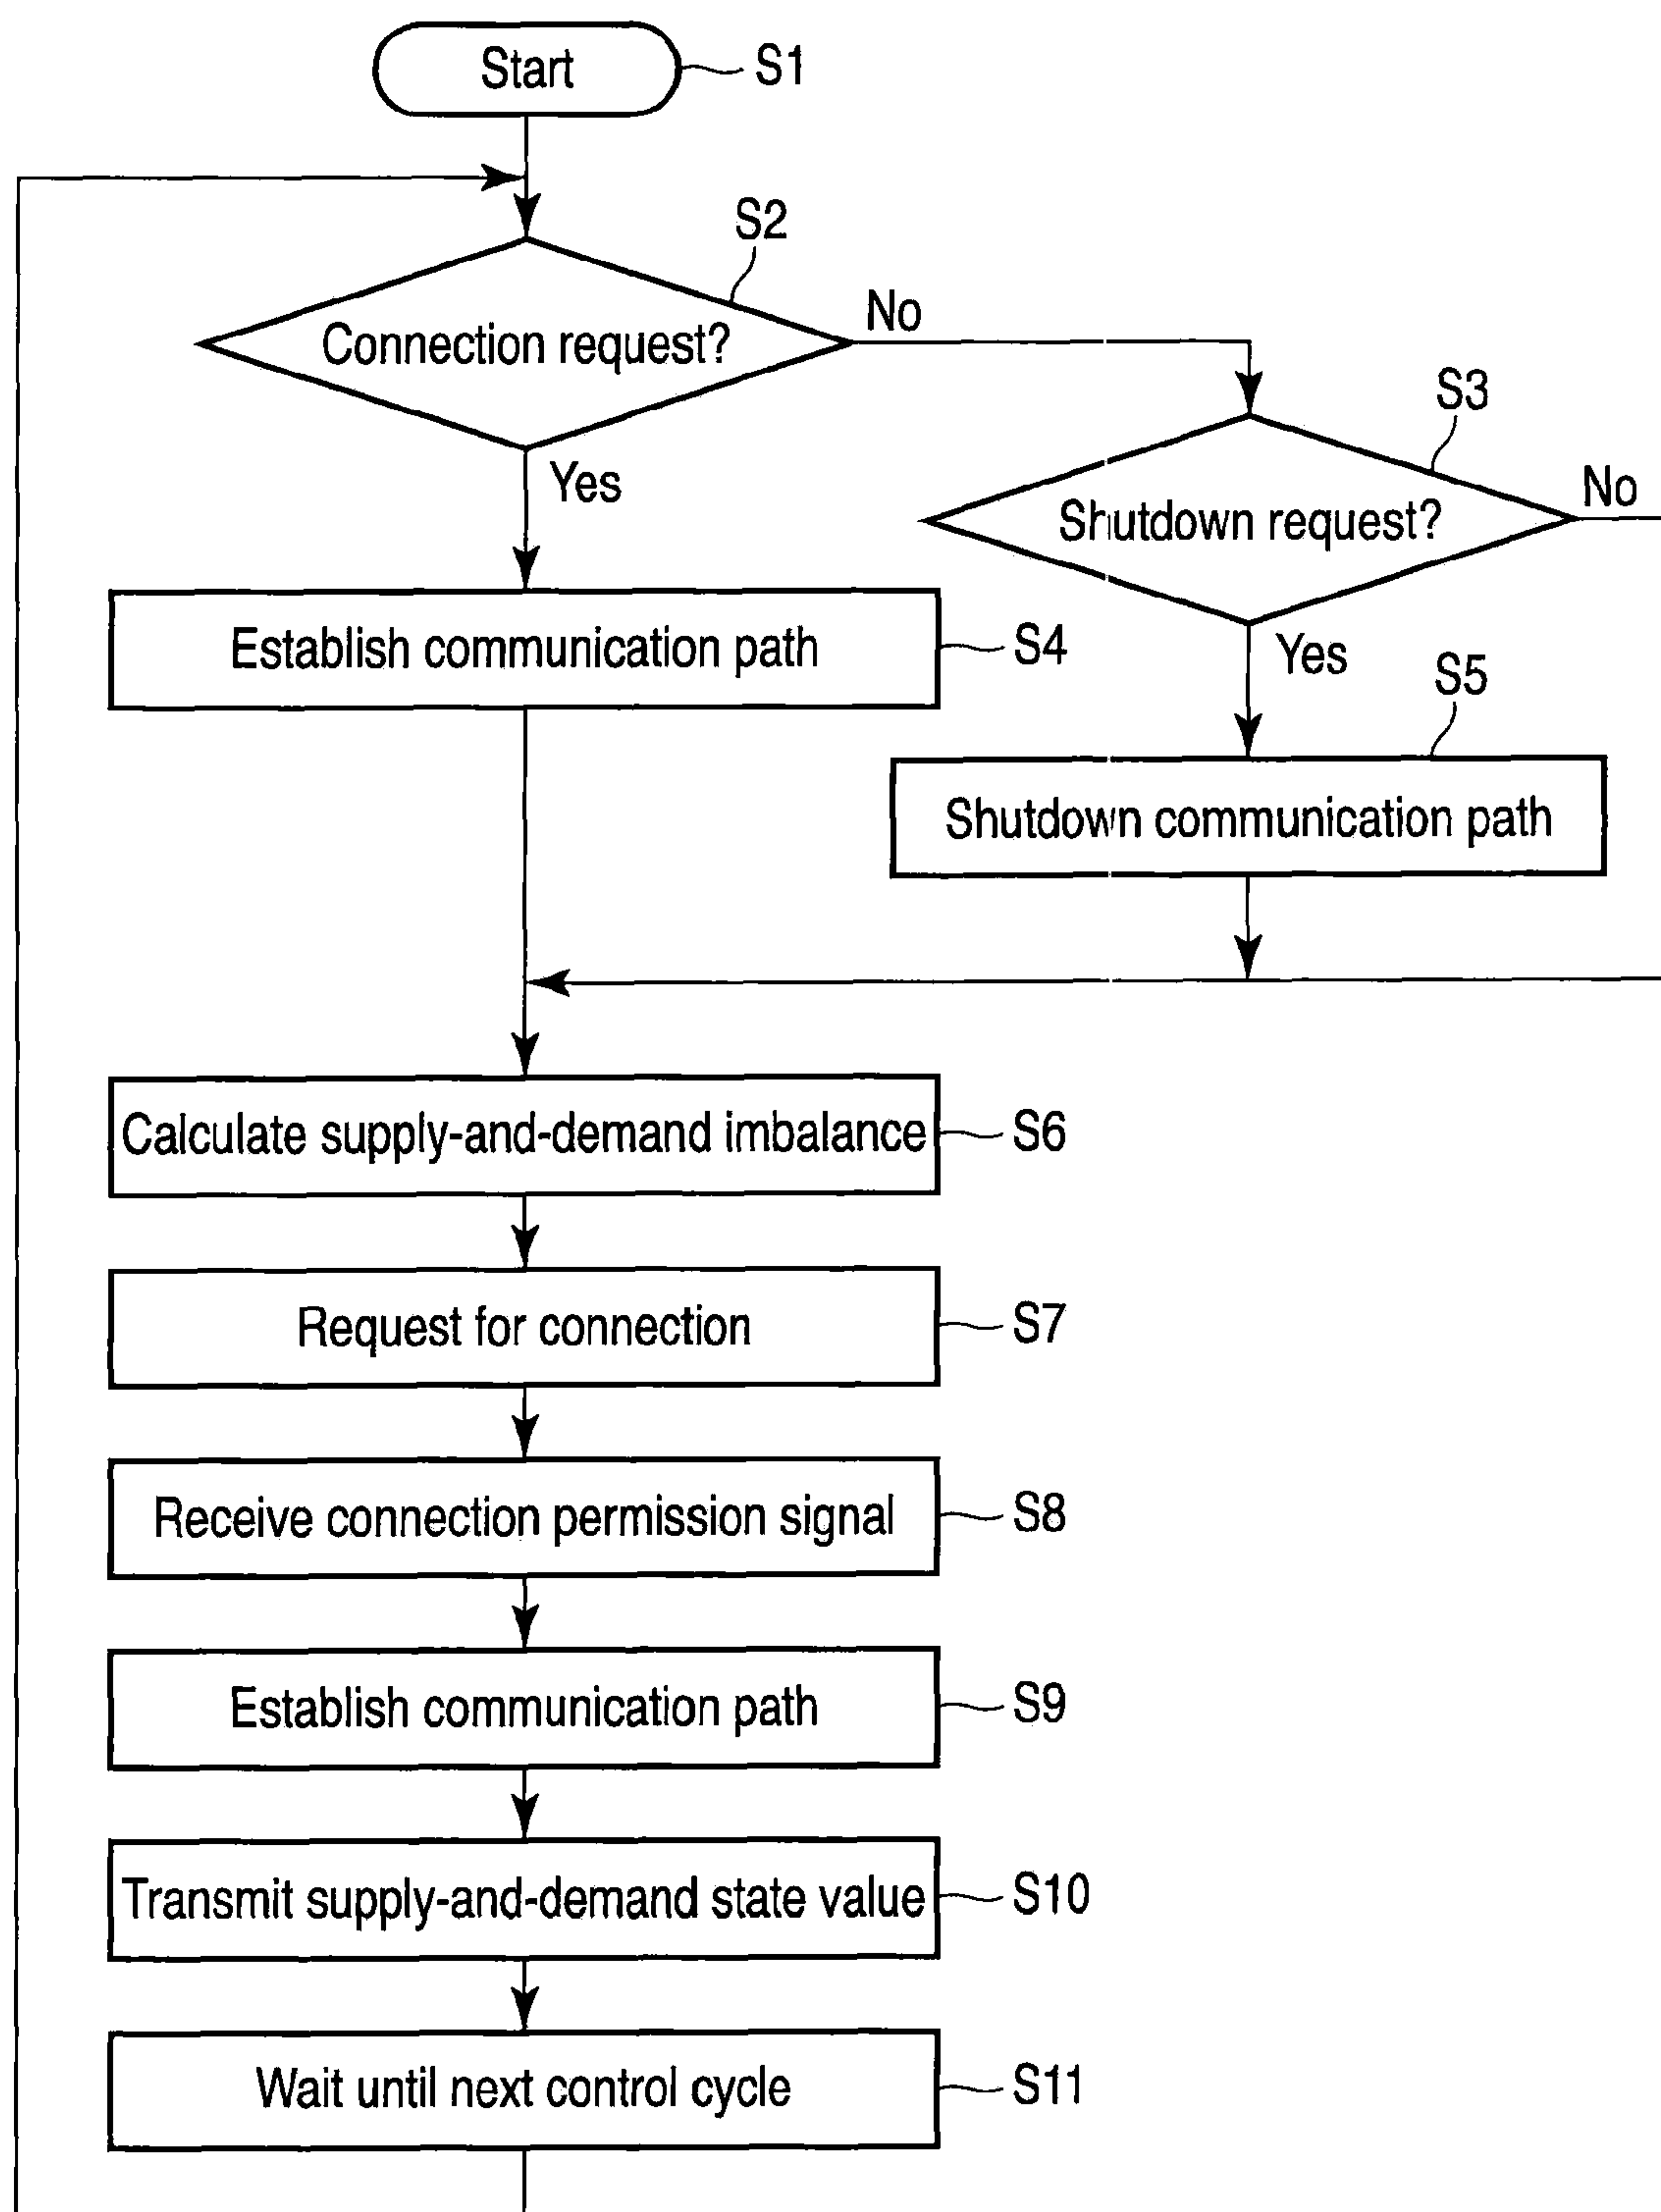 Start
S1
S2
Connection request?
No
Yes
S3
Shutdown request?
No
Yes
Establish communication path
S4
S5
Shutdown communication path
Calculate supply-and-demand imbalance
S6
Request for connection
S7
Receive connection permission signal
S8
Establish communication path
S9
Transmit supply-and-demand state value
S10
Wait until next control cycle
S11